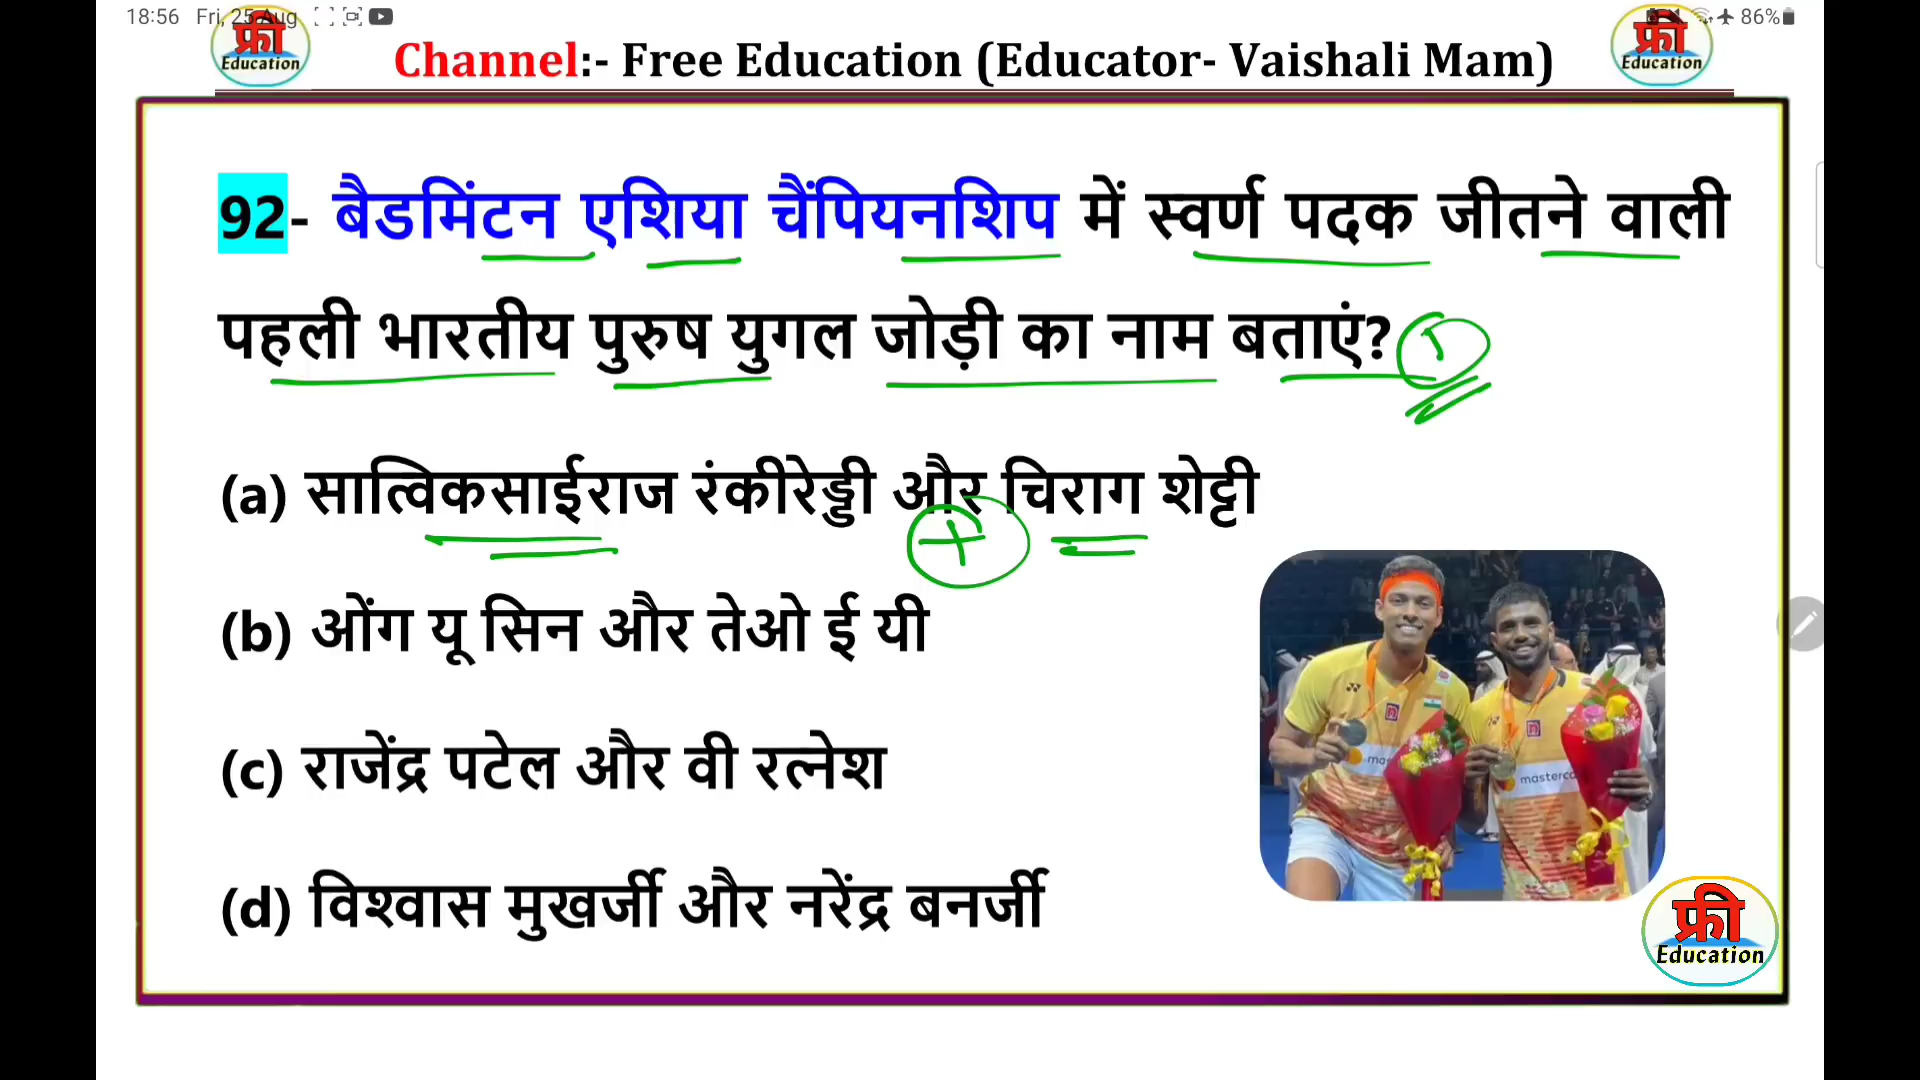 18:56 Fri, 25 Aug 86%
फ्री Education
Channel:- Free Education (Educator- Vaishali Mam)
फ्री Education
92- बैडमिंटन एशिया चैंपियनशिप में स्वर्ण पदक जीतने वाली
पहली भारतीय पुरुष युगल जोड़ी का नाम बताएं?
(a) सात्विकसाईराज रंकीरेड्डी और चिराग शेट्टी
(b) ओंग यू सिन और तेओ ई यी
(c) राजेंद्र पटेल और वी रत्नेश
(d) विश्वास मुखर्जी और नरेंद्र बनर्जी
फ्री
Education